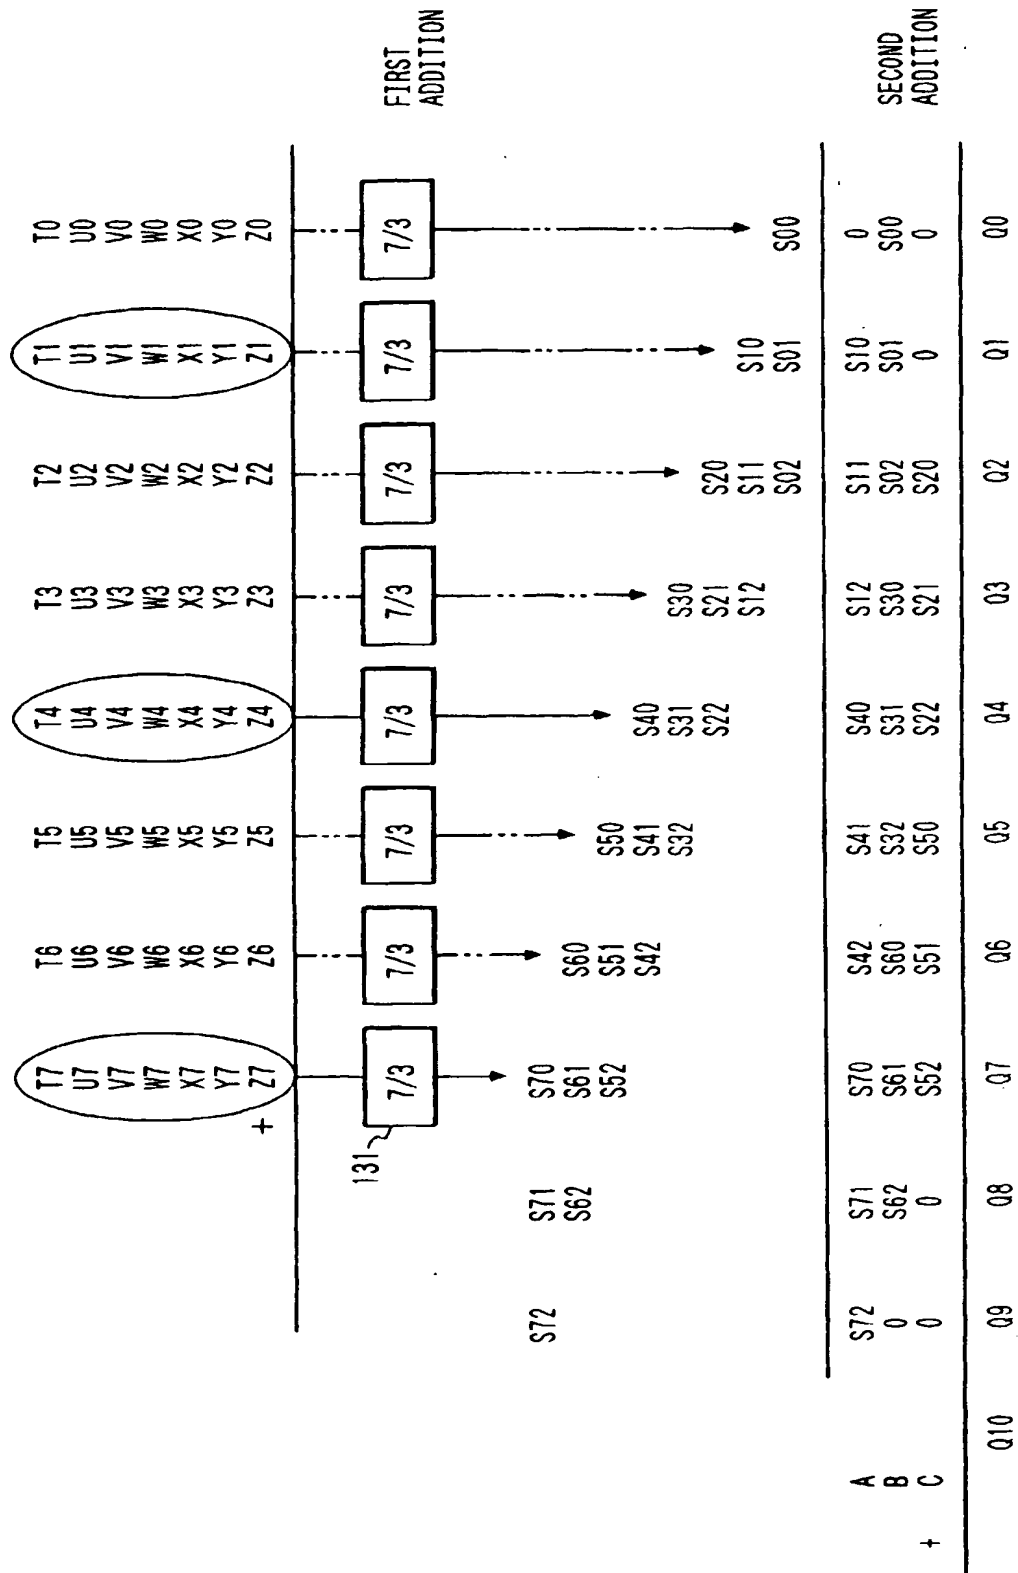 T7 T6 T5 T4 T3 T2 T1 T0
U7 U6 U5 U4 U3 U2 U1 U0
V7 V6 V5 V4 V3 V2 V1 V0
W7 W6 W5 W4 W3 W2 W1 W0
X7 X6 X5 X4 X3 X2 X1 X0
Y7 Y6 Y5 Y4 Y3 Y2 Y1 Y0
+ Z7 Z6 Z5 Z4 Z3 Z2 Z1 Z0
131
7/3 7/3 7/3 7/3 7/3 7/3 7/3 7/3
FIRST
ADDITION
S72 S71 S70
S62 S61 S60
S52 S51 S50
S42 S41 S40
S32 S31 S30
S22 S21 S20
S12 S11 S10
S02 S01 S00
A S72 S71 S70 S42 S41 S40 S12 S11 S10 0
B 0 S62 S61 S60 S32 S31 S30 S02 S01 S00
+ C 0 0 S52 S51 S50 S22 S21 S20 0 0
SECOND
ADDITION
Q10 Q9 Q8 Q7 Q6 Q5 Q4 Q3 Q2 Q1 Q0